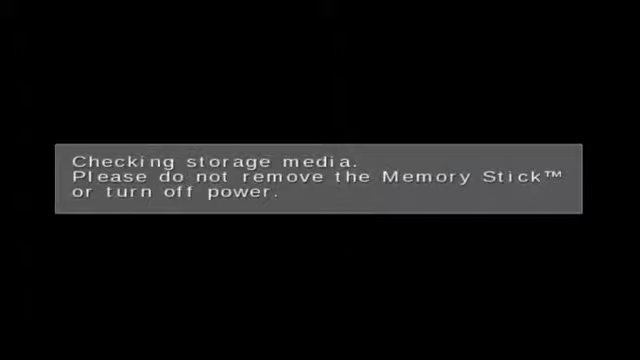 Checking storage media.
Please do not remove the Memory Stick™
or turn off power.